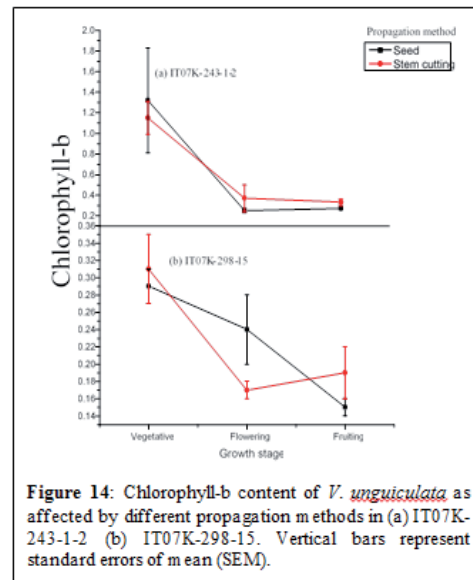 Propagation method
Seed
Stem cutting
(a) IT07K-243-1-2
2.0
1.8
1.6
1.4
1.2
1.0
0.8
0.6
0.4
0.2
Chlorophyll-b
(b) IT07K-298-15
0.36
0.34
0.32
0.30
0.28
0.26
0.24
0.22
0.20
0.18
0.16
0.14
Vegetative Flowering Fruiting
Growth stage
Figure 14: Chlorophyll-b content of V. unguiculata as
affected by different propagation methods in (a) IT07K-
243-1-2 (b) IT07K-298-15. Vertical bars represent
standard errors of mean (SEM).